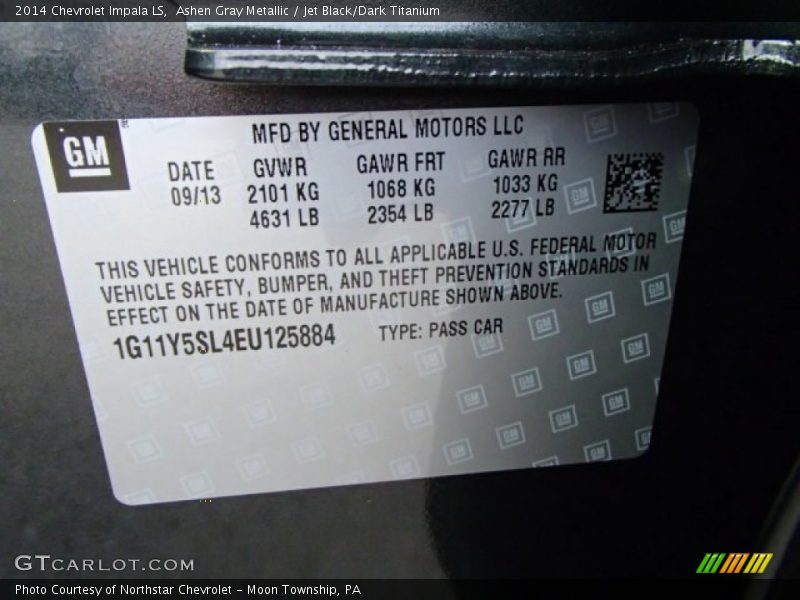 2014 Chevrolet Impala LS, Ashen Gray Metallic / Jet Black/Dark Titanium
GM
MFD BY GENERAL MOTORS LLC
DATE GVWR GAWR FRT GAWR RR
09/13 2101 KG 1068 KG 1033 KG
4631 LB 2354 LB 2277 LB
THIS VEHICLE CONFORMS TO ALL APPLICABLE U.S. FEDERAL MOTOR
VEHICLE SAFETY, BUMPER, AND THEFT PREVENTION STANDARDS IN
EFFECT ON THE DATE OF MANUFACTURE SHOWN ABOVE.
1G11Y5SL4EU125884 TYPE: PASS CAR
GTCARLOT.COM
Photo Courtesy of Northstar Chevrolet - Moon Township, PA